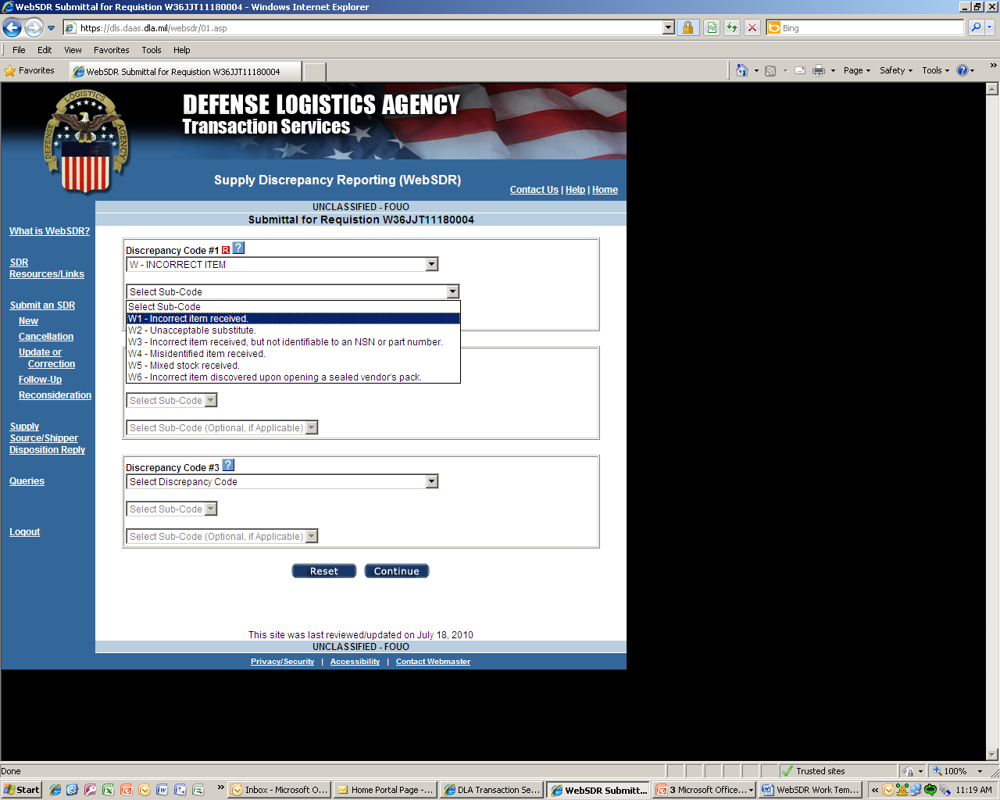 WebSDR Submittal for Requistion W36JJT11180004 - Windows Internet Explorer
https://dls.daas.dla.mil/websdr/01.asp
Bing
File Edit View Favorites Tools Help
Favorites
WebSDR Submittal for Requistion W36JJT11180004
Page Safety Tools
DEFENSE LOGISTICS AGENCY
DEFENSE LOGISTICS AGENCY
Transaction Services
Supply Discrepancy Reporting (WebSDR)
Contact Us | Help | Home
UNCLASSIFIED - FOUO
Submittal for Requistion W36JJT11180004
What is WebSDR?
SDR
Resources/Links
Submit an SDR
New
Cancellation
Update or
Correction
Follow-Up
Reconsideration
Supply
Source/Shipper
Disposition Reply
Queries
Logout
Discrepancy Code #1 R ?
W - INCORRECT ITEM
Select Sub-Code
Select Sub-Code
W1 - Incorrect item received.
W2 - Unacceptable substitute.
W3 - Incorrect item received, but not identifiable to an NSN or part number.
W4 - Misidentified item received.
W5 - Mixed stock received.
W6 - Incorrect item discovered upon opening a sealed vendor's pack.
Select Sub-Code
Select Sub-Code (Optional, if Applicable)
Discrepancy Code #3 ?
Select Discrepancy Code
Select Sub-Code
Select Sub-Code (Optional, if Applicable)
Reset Continue
This site was last reviewed/updated on July 18, 2010
UNCLASSIFIED - FOUO
Privacy/Security | Accessibility | Contact Webmaster
Done
Trusted sites
100%
Start
Inbox - Microsoft O...
Home Portal Page -...
DLA Transaction Se...
WebSDR Submitt...
3 Microsoft Office...
WebSDR Work Tem...
11:19 AM